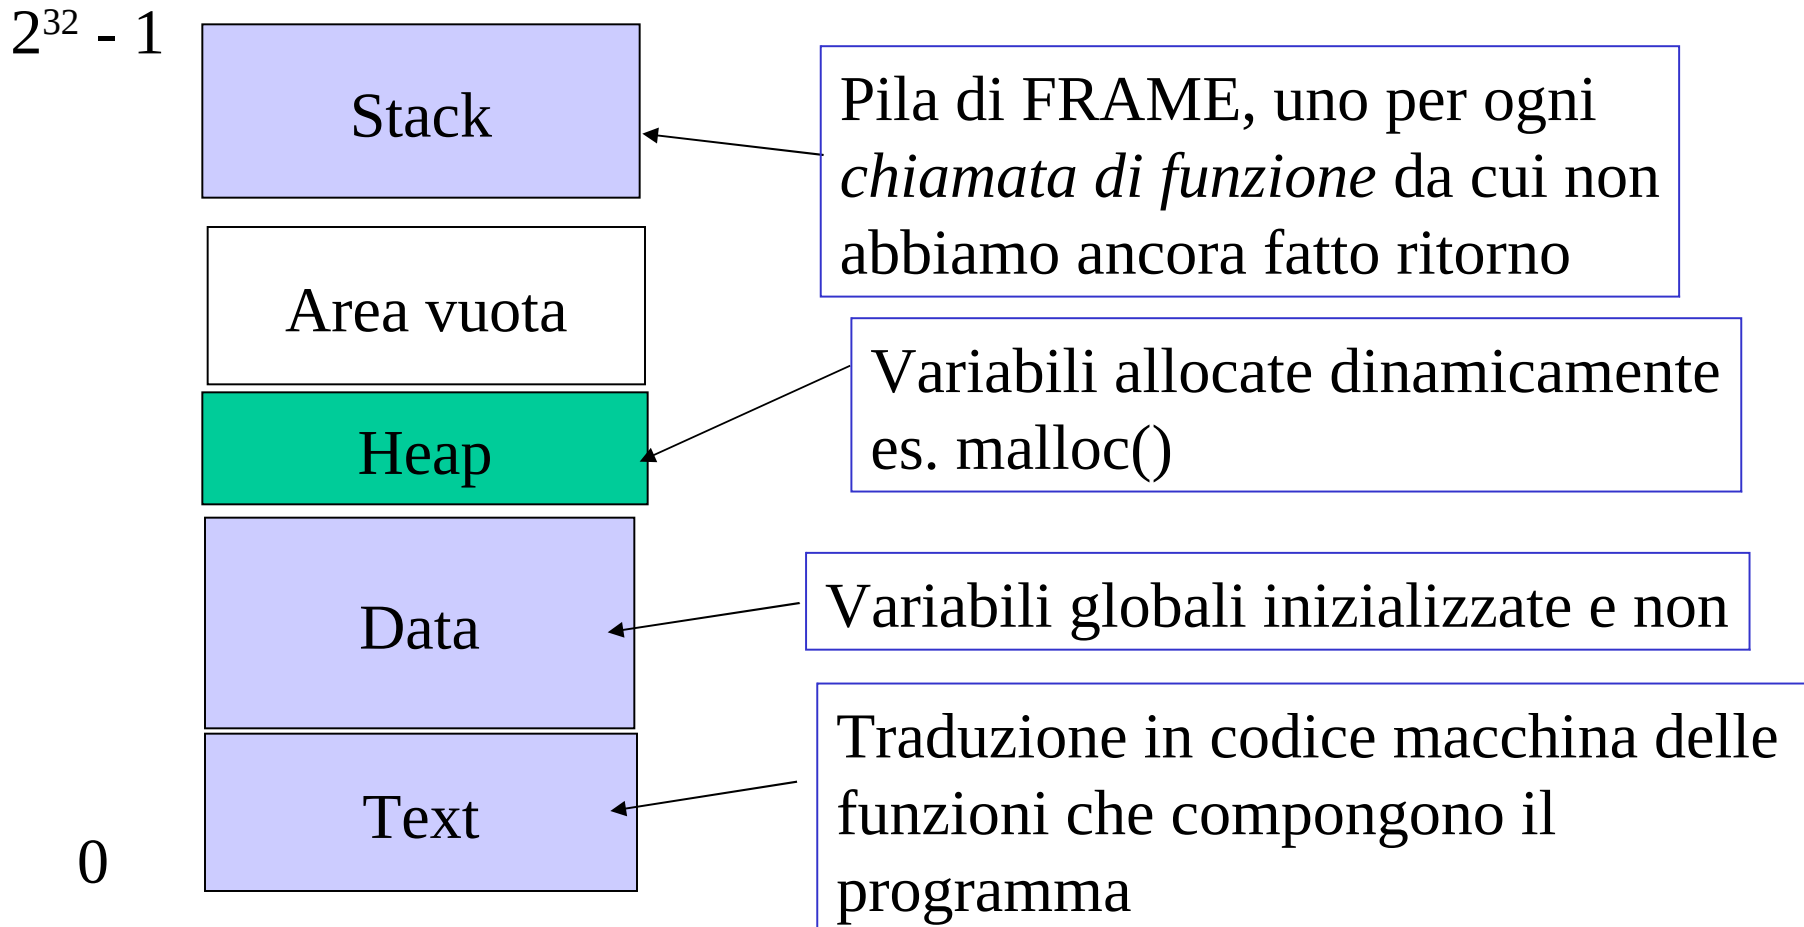 2³² - 1
Stack
Pila di FRAME, uno per ogni
chiamata di funzione da cui non
abbiamo ancora fatto ritorno
Area vuota
Variabili allocate dinamicamente
es. malloc()
Heap
Data
Variabili globali inizializzate e non
Traduzione in codice macchina delle
funzioni che compongono il
programma
Text
0